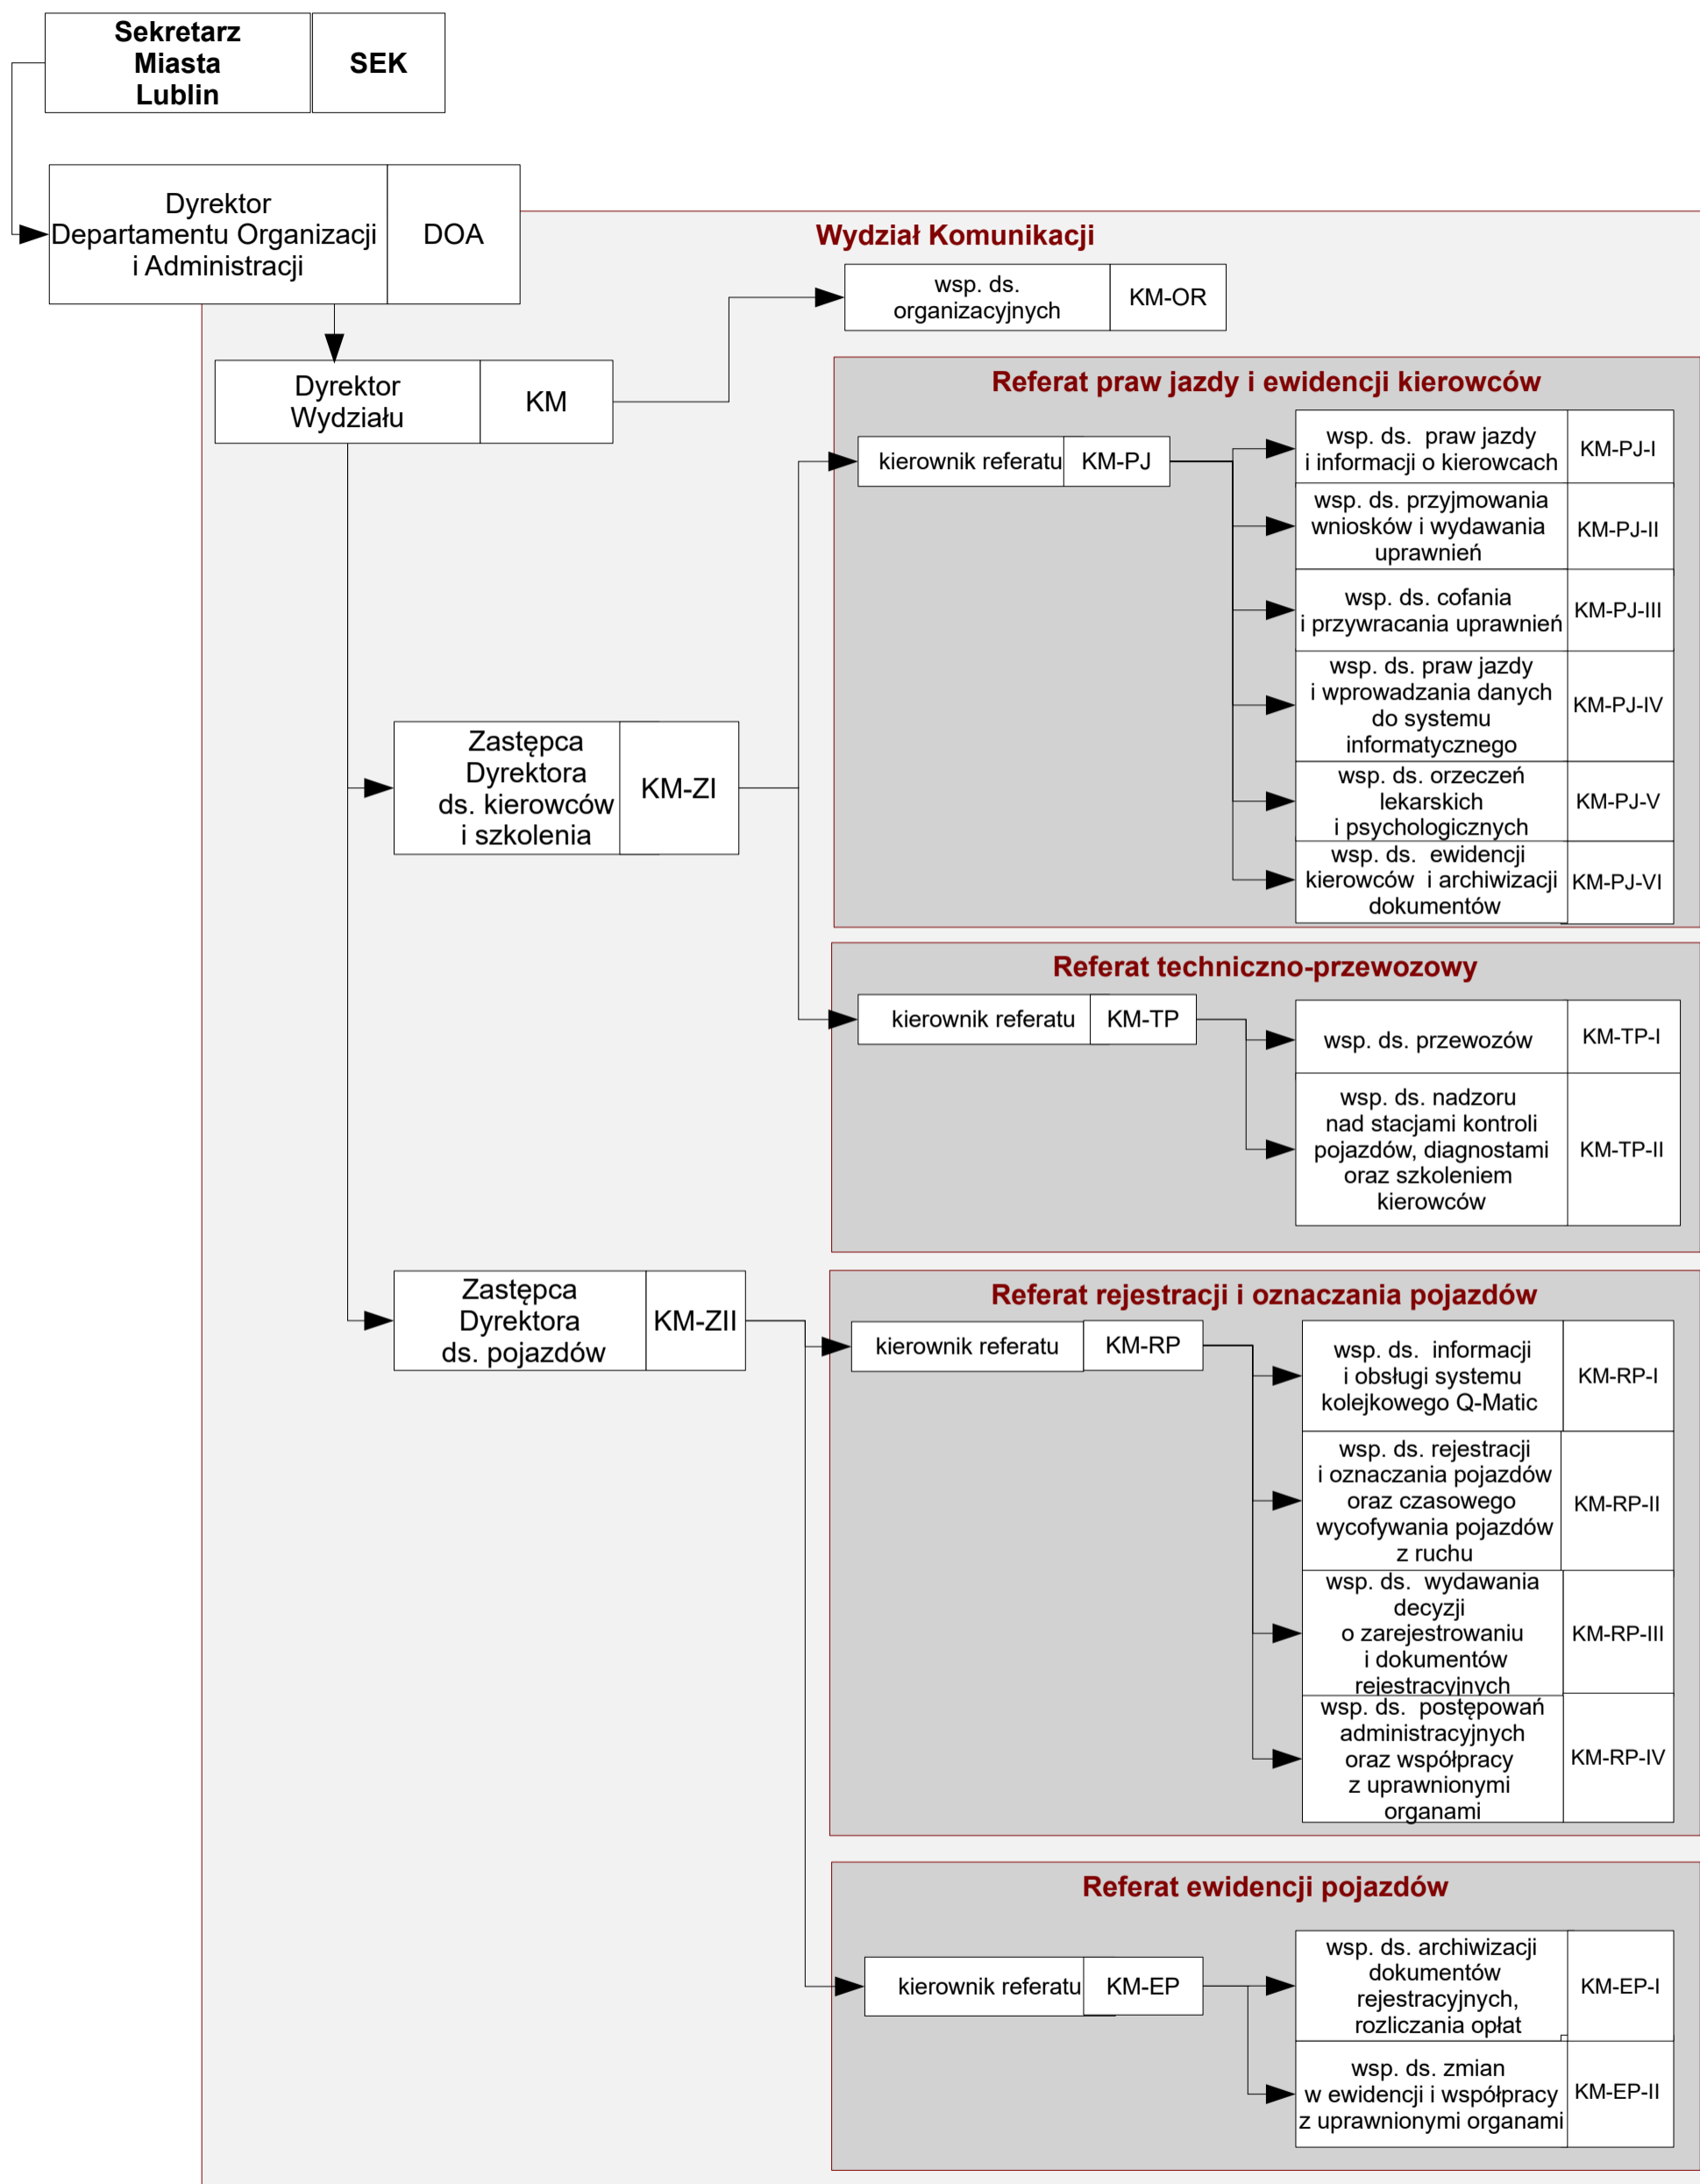 Sekretarz
Miasta
Lublin
SEK
Dyrektor
Departamentu Organizacji
i Administracji
DOA
Wydział Komunikacji
wsp. ds.
organizacyjnych
KM-OR
Dyrektor
Wydziału
KM
Referat praw jazdy i ewidencji kierowców
kierownik referatu
KM-PJ
wsp. ds. praw jazdy
i informacji o kierowcach
KM-PJ-I
wsp. ds. przyjmowania
wniosków i wydawania
uprawnień
KM-PJ-II
wsp. ds. cofania
i przywracania uprawnień
KM-PJ-III
wsp. ds. praw jazdy
i wprowadzania danych
do systemu
informatycznego
KM-PJ-IV
wsp. ds. orzeczeń
lekarskich
i psychologicznych
KM-PJ-V
wsp. ds. ewidencji
kierowców i archiwizacji
dokumentów
KM-PJ-VI
Zastępca
Dyrektora
ds. kierowców
i szkolenia
KM-ZI
Referat techniczno-przewozowy
kierownik referatu
KM-TP
wsp. ds. przewozów
KM-TP-I
wsp. ds. nadzoru
nad stacjami kontroli
pojazdów, diagnostami
oraz szkoleniem
kierowców
KM-TP-II
Zastępca
Dyrektora
ds. pojazdów
KM-ZII
Referat rejestracji i oznaczania pojazdów
kierownik referatu
KM-RP
wsp. ds. informacji
i obsługi systemu
kolejkowego Q-Matic
KM-RP-I
wsp. ds. rejestracji
i oznaczania pojazdów
oraz czasowego
wycofywania pojazdów
z ruchu
KM-RP-II
wsp. ds. wydawania
decyzji
o zarejestrowaniu
i dokumentów
rejestracyjnych
KM-RP-III
wsp. ds. postępowań
administracyjnych
oraz współpracy
z uprawnionymi
organami
KM-RP-IV
Referat ewidencji pojazdów
kierownik referatu
KM-EP
wsp. ds. archiwizacji
dokumentów
rejestracyjnych,
rozliczania opłat
KM-EP-I
wsp. ds. zmian
w ewidencji i współpracy
z uprawnionymi organami
KM-EP-II